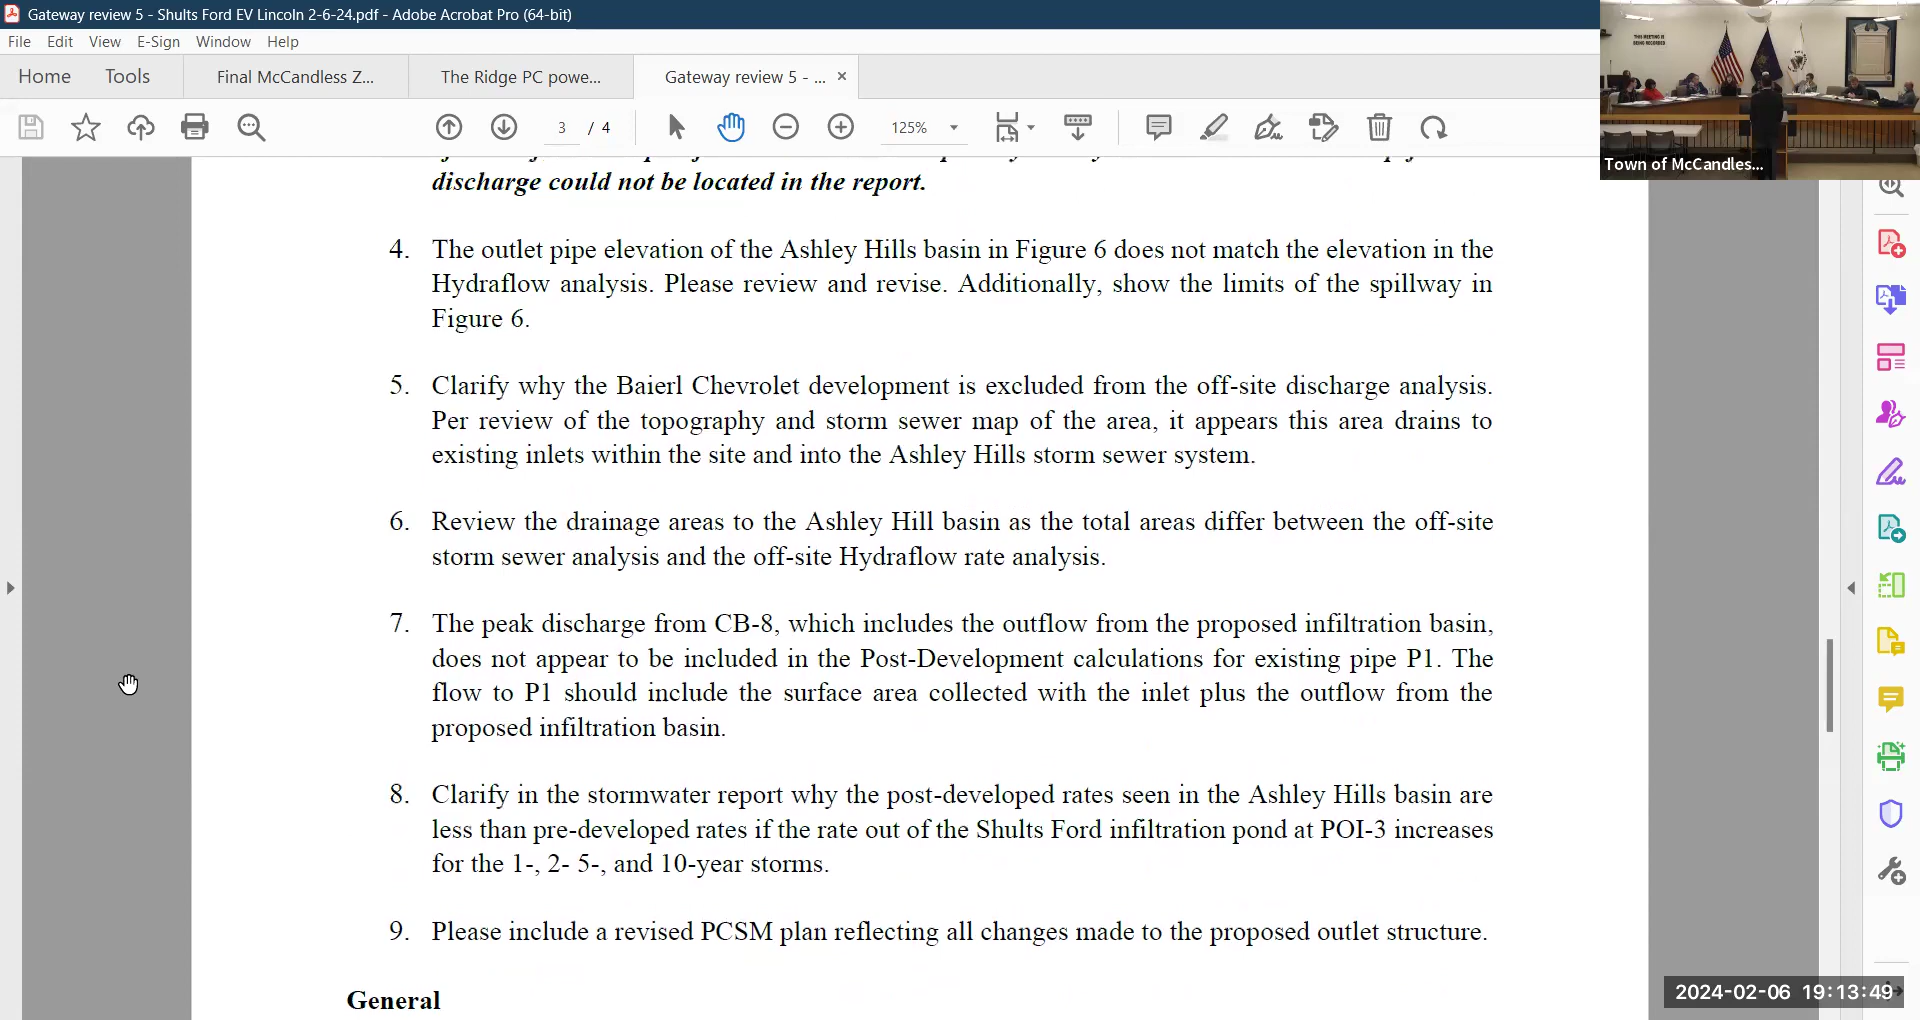 Gateway review 5 - Shults Ford EV Lincoln 2-6-24.pdf - Adobe Acrobat Pro (64-bit)
File Edit View E-Sign Window Help
Home Tools Final McCandless Z... The Ridge PC powe... Gateway review 5 - ... ×
3 / 4 125%
THIS MEETING IS
BEING RECORDED
Town of McCandles...
discharge could not be located in the report.
4. The outlet pipe elevation of the Ashley Hills basin in Figure 6 does not match the elevation in the
Hydraflow analysis. Please review and revise. Additionally, show the limits of the spillway in
Figure 6.
5. Clarify why the Baierl Chevrolet development is excluded from the off-site discharge analysis.
Per review of the topography and storm sewer map of the area, it appears this area drains to
existing inlets within the site and into the Ashley Hills storm sewer system.
6. Review the drainage areas to the Ashley Hill basin as the total areas differ between the off-site
storm sewer analysis and the off-site Hydraflow rate analysis.
7. The peak discharge from CB-8, which includes the outflow from the proposed infiltration basin,
does not appear to be included in the Post-Development calculations for existing pipe P1. The
flow to P1 should include the surface area collected with the inlet plus the outflow from the
proposed infiltration basin.
8. Clarify in the stormwater report why the post-developed rates seen in the Ashley Hills basin are
less than pre-developed rates if the rate out of the Shults Ford infiltration pond at POI-3 increases
for the 1-, 2- 5-, and 10-year storms.
9. Please include a revised PCSM plan reflecting all changes made to the proposed outlet structure.
General
2024-02-06 19:13:49